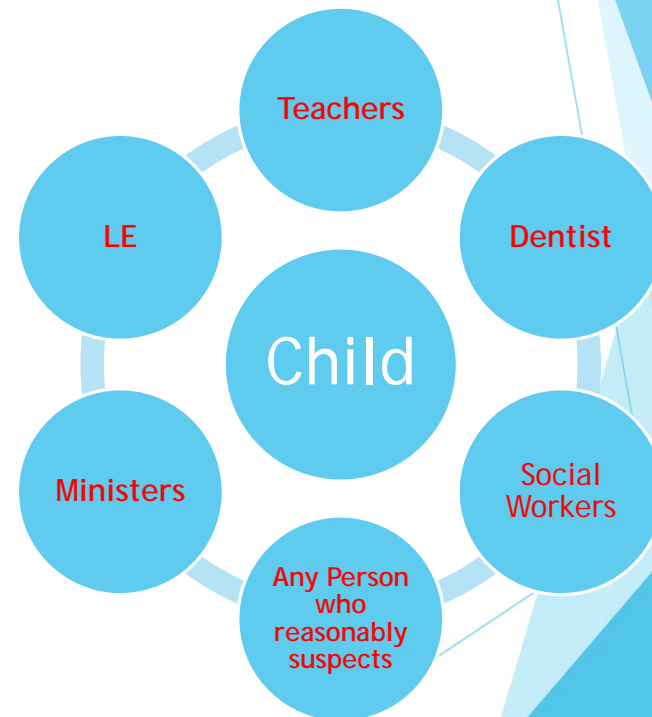 Teachers
LE
Dentist
Child
Ministers
Social
Workers
Any Person
who
reasonably
suspects